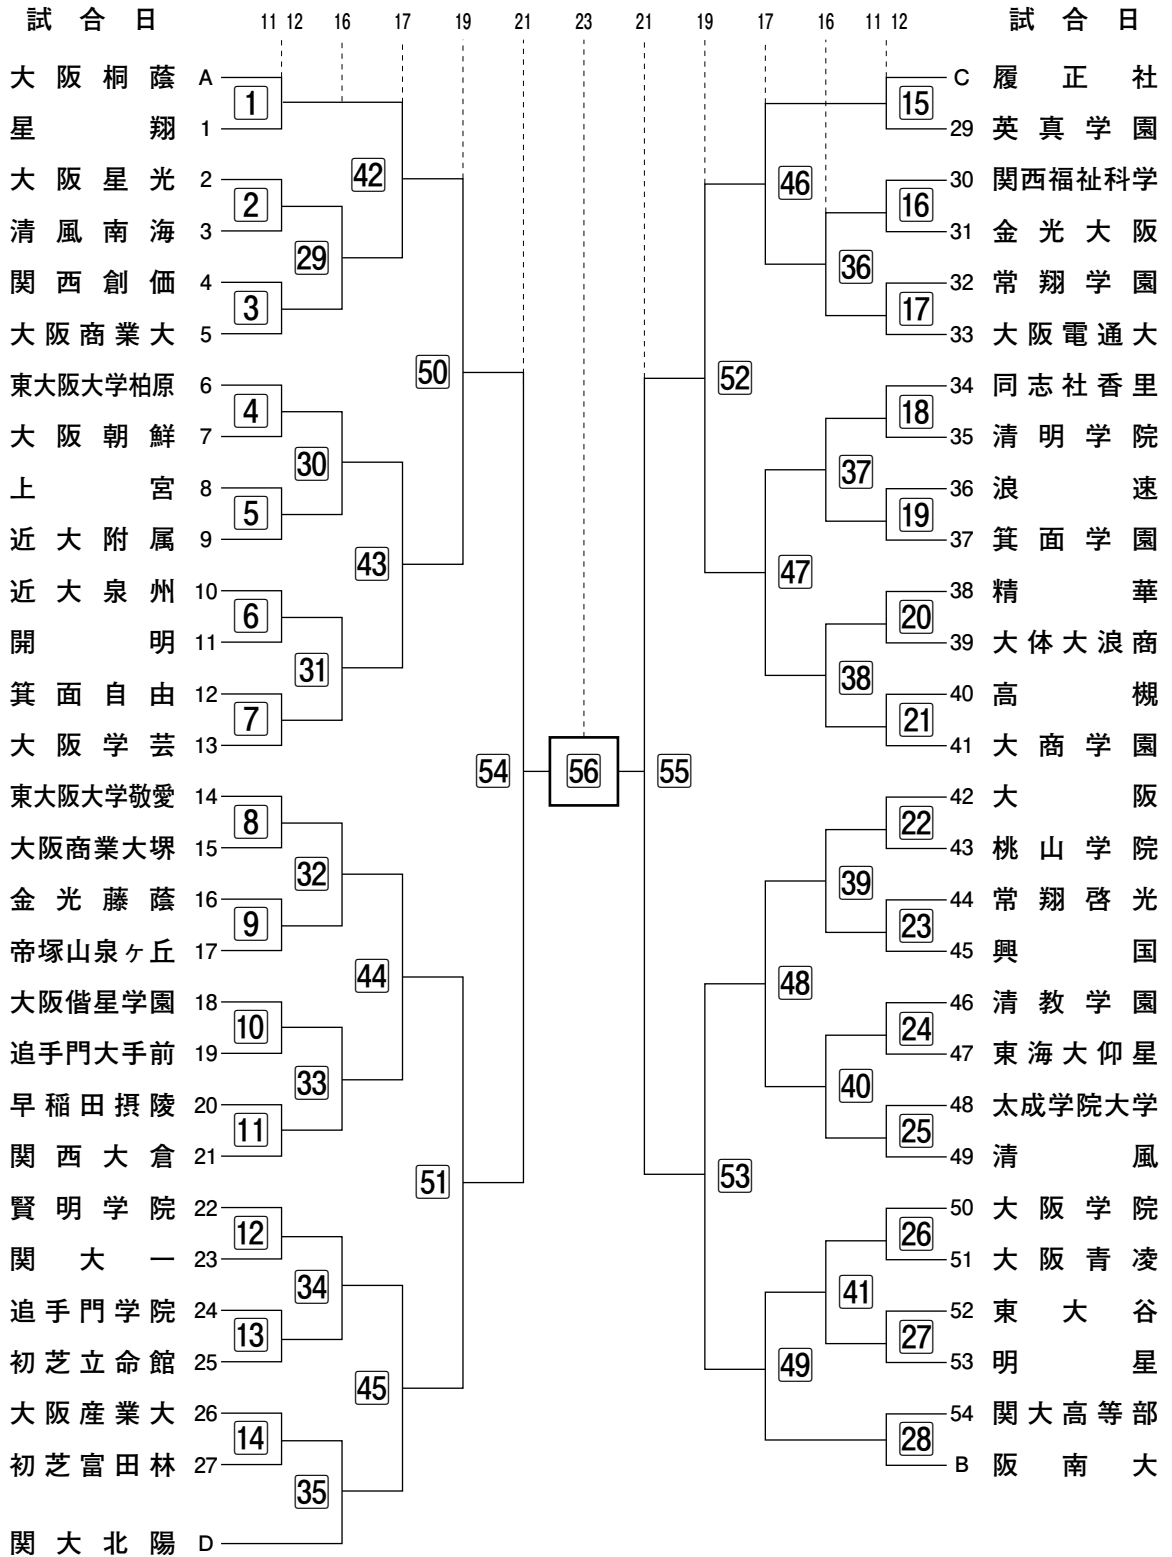 試合日 11 12 16 17 19 21 23 21 19 17 16 11 12 試合日
大阪桐蔭 A
1
星翔 1
42
大阪星光 2
2
清風南海 3
29
関西創価 4
3
大阪商業大 5
50
東大阪大学柏原 6
4
大阪朝鮮 7
30
上宮 8
5
近大附属 9
43
近大泉州 10
6
開明 11
31
箕面自由 12
7
大阪学芸 13
54
東大阪大学敬愛 14
8
大阪商業大堺 15
32
金光藤蔭 16
9
帝塚山泉ヶ丘 17
44
大阪偕星学園 18
10
追手門大手前 19
33
早稲田摂陵 20
11
関西大倉 21
51
賢明学院 22
12
関大一 23
34
追手門学院 24
13
初芝立命館 25
45
大阪産業大 26
14
初芝富田林 27
35
関大北陽 D
56
C 履正社
15
29 英真学園
46
30 関西福祉科学
16
31 金光大阪
36
32 常翔学園
17
33 大阪電通大
52
34 同志社香里
18
35 清明学院
37
36 浪速
19
37 箕面学園
47
38 精華
20
39 大体大浪商
38
40 高槻
21
41 大商学園
55
42 大阪
22
43 桃山学院
39
44 常翔啓光
23
45 興国
48
46 清教学園
24
47 東海大仰星
40
48 太成学院大学
25
49 清風
53
50 大阪学院
26
51 大阪青凌
41
52 東大谷
27
53 明星
49
54 関大高等部
28
B 阪南大